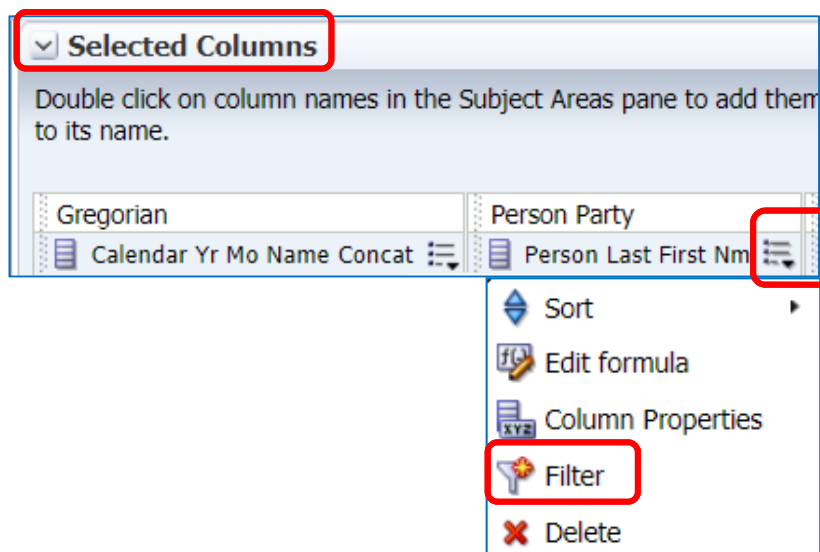 Selected Columns
Double click on column names in the Subject Areas pane to add them
to its name.
Gregorian
Person Party
Calendar Yr Mo Name Concat
Person Last First Nm
Sort
f()
Edit formula
XYZ
Column Properties
Filter
Delete